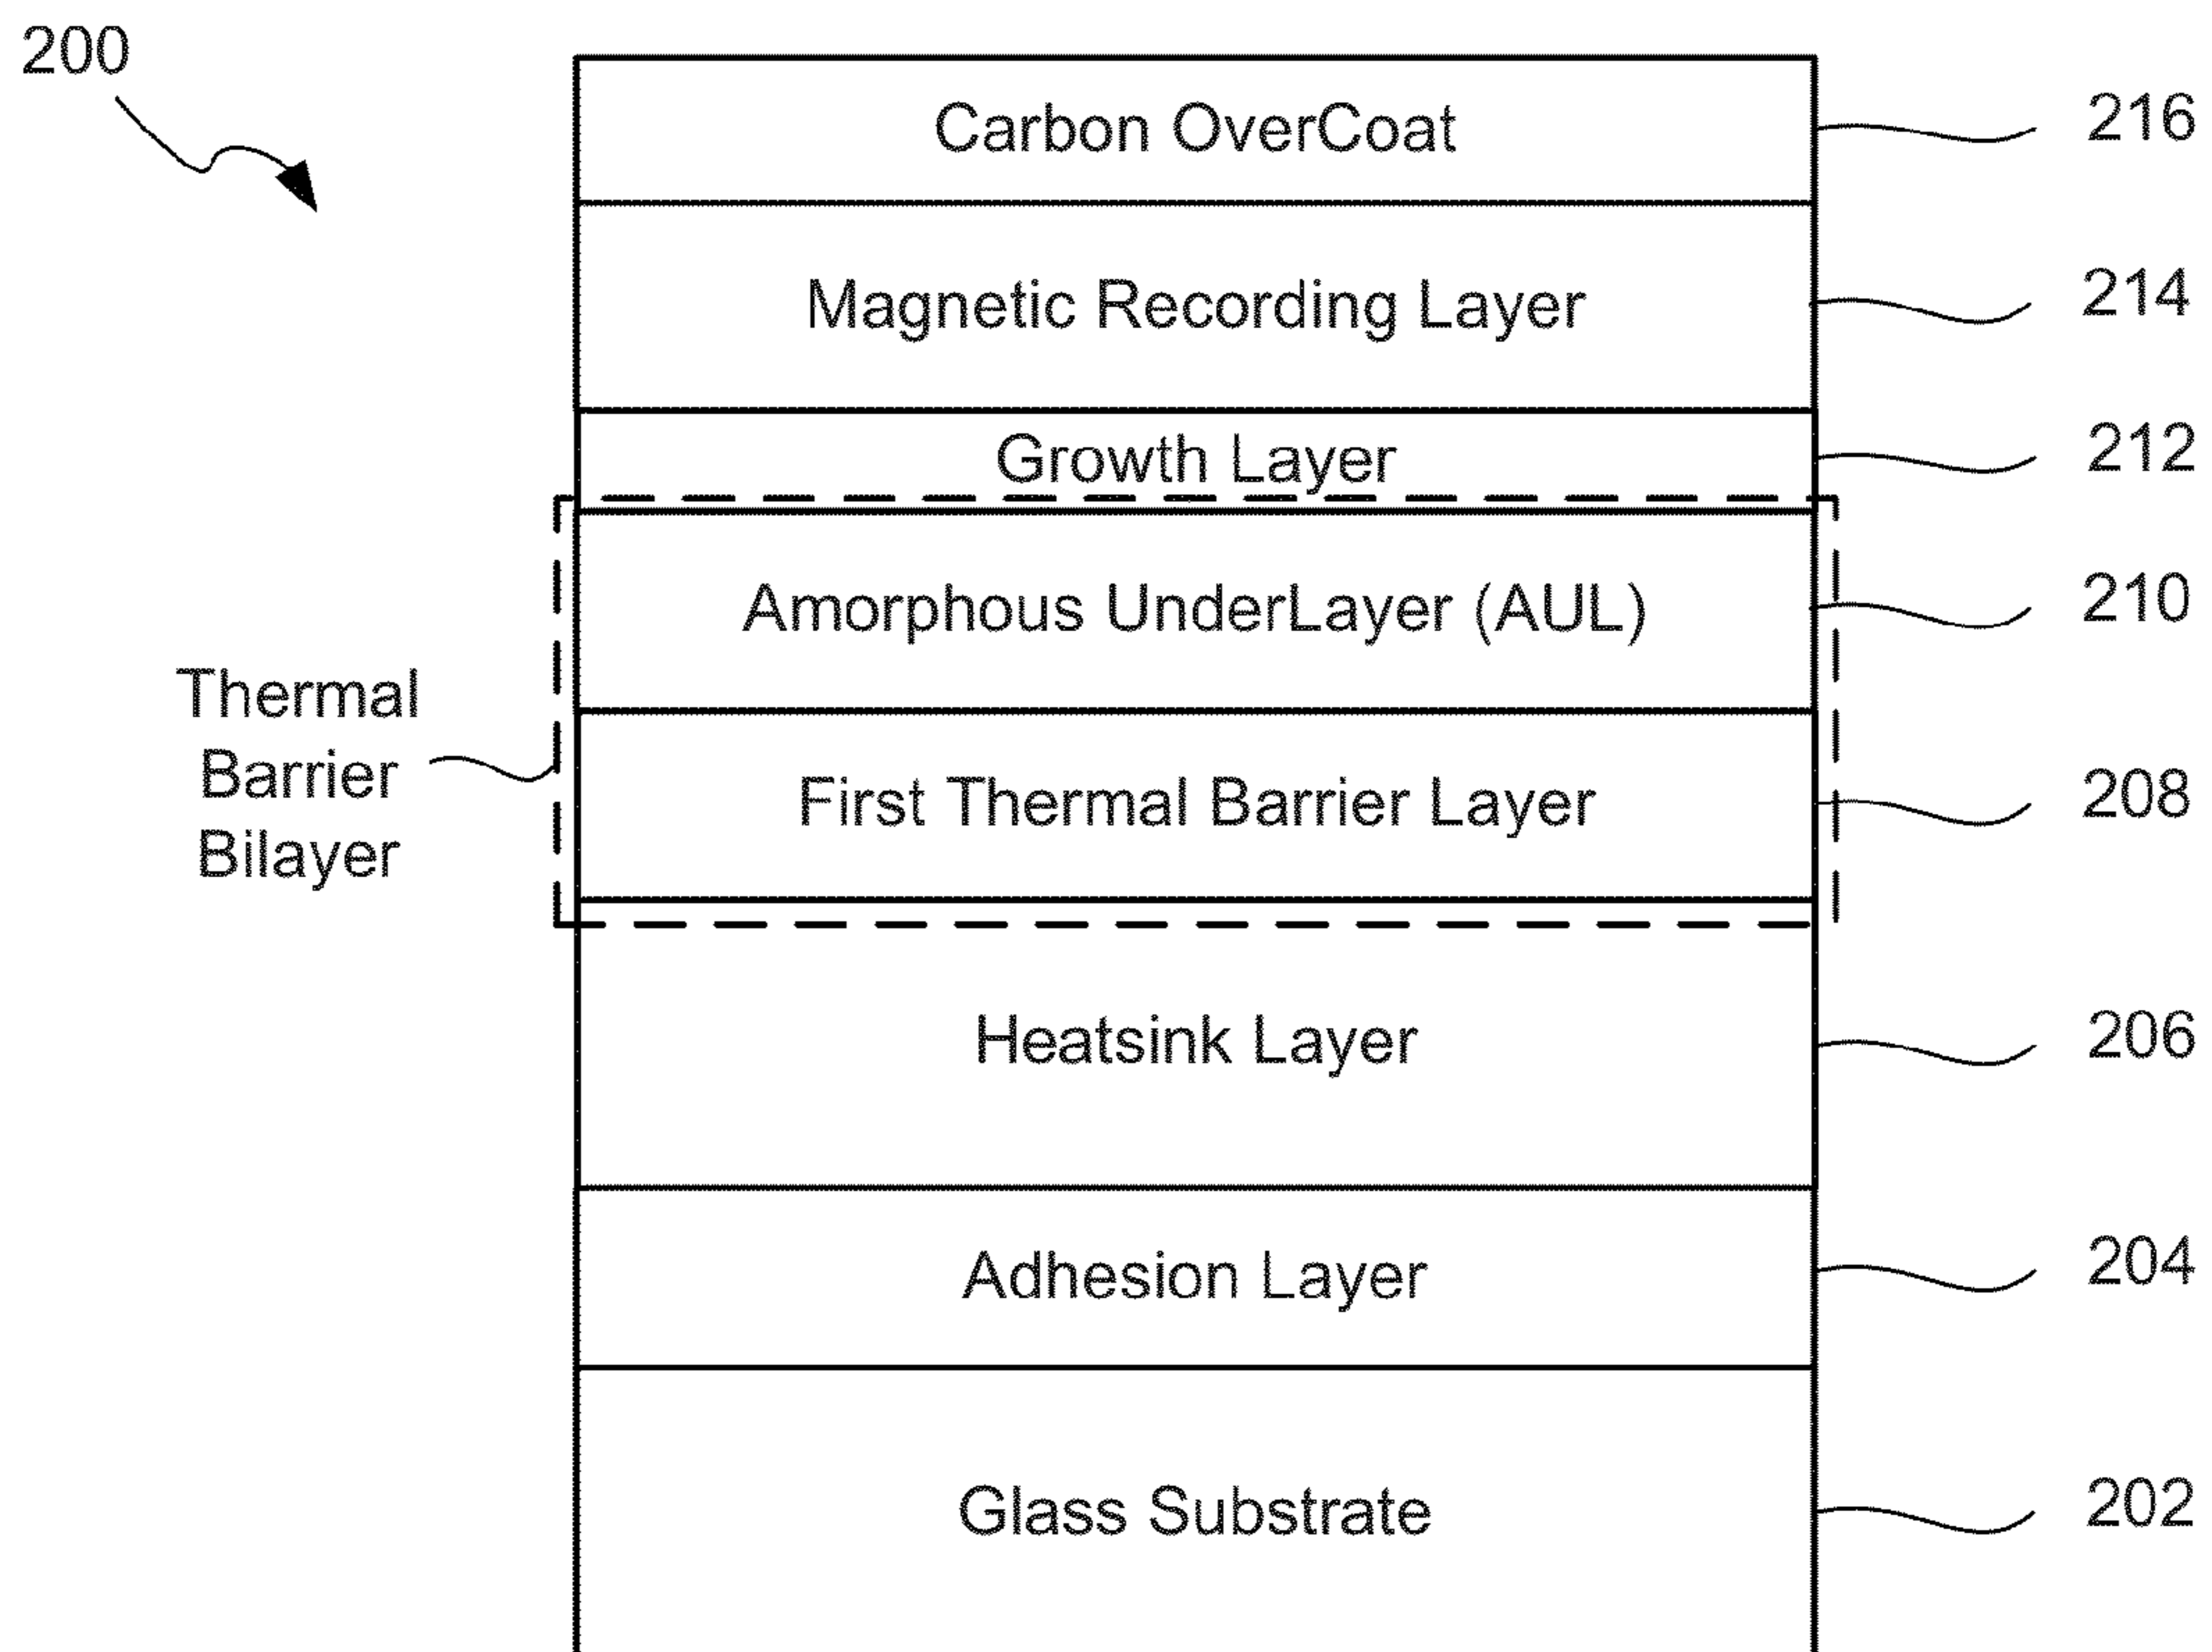 200
Carbon OverCoat 216
Magnetic Recording Layer 214
Growth Layer 212
Amorphous UnderLayer (AUL) 210
Thermal
Barrier
Bilayer
First Thermal Barrier Layer 208
Heatsink Layer 206
Adhesion Layer 204
Glass Substrate 202